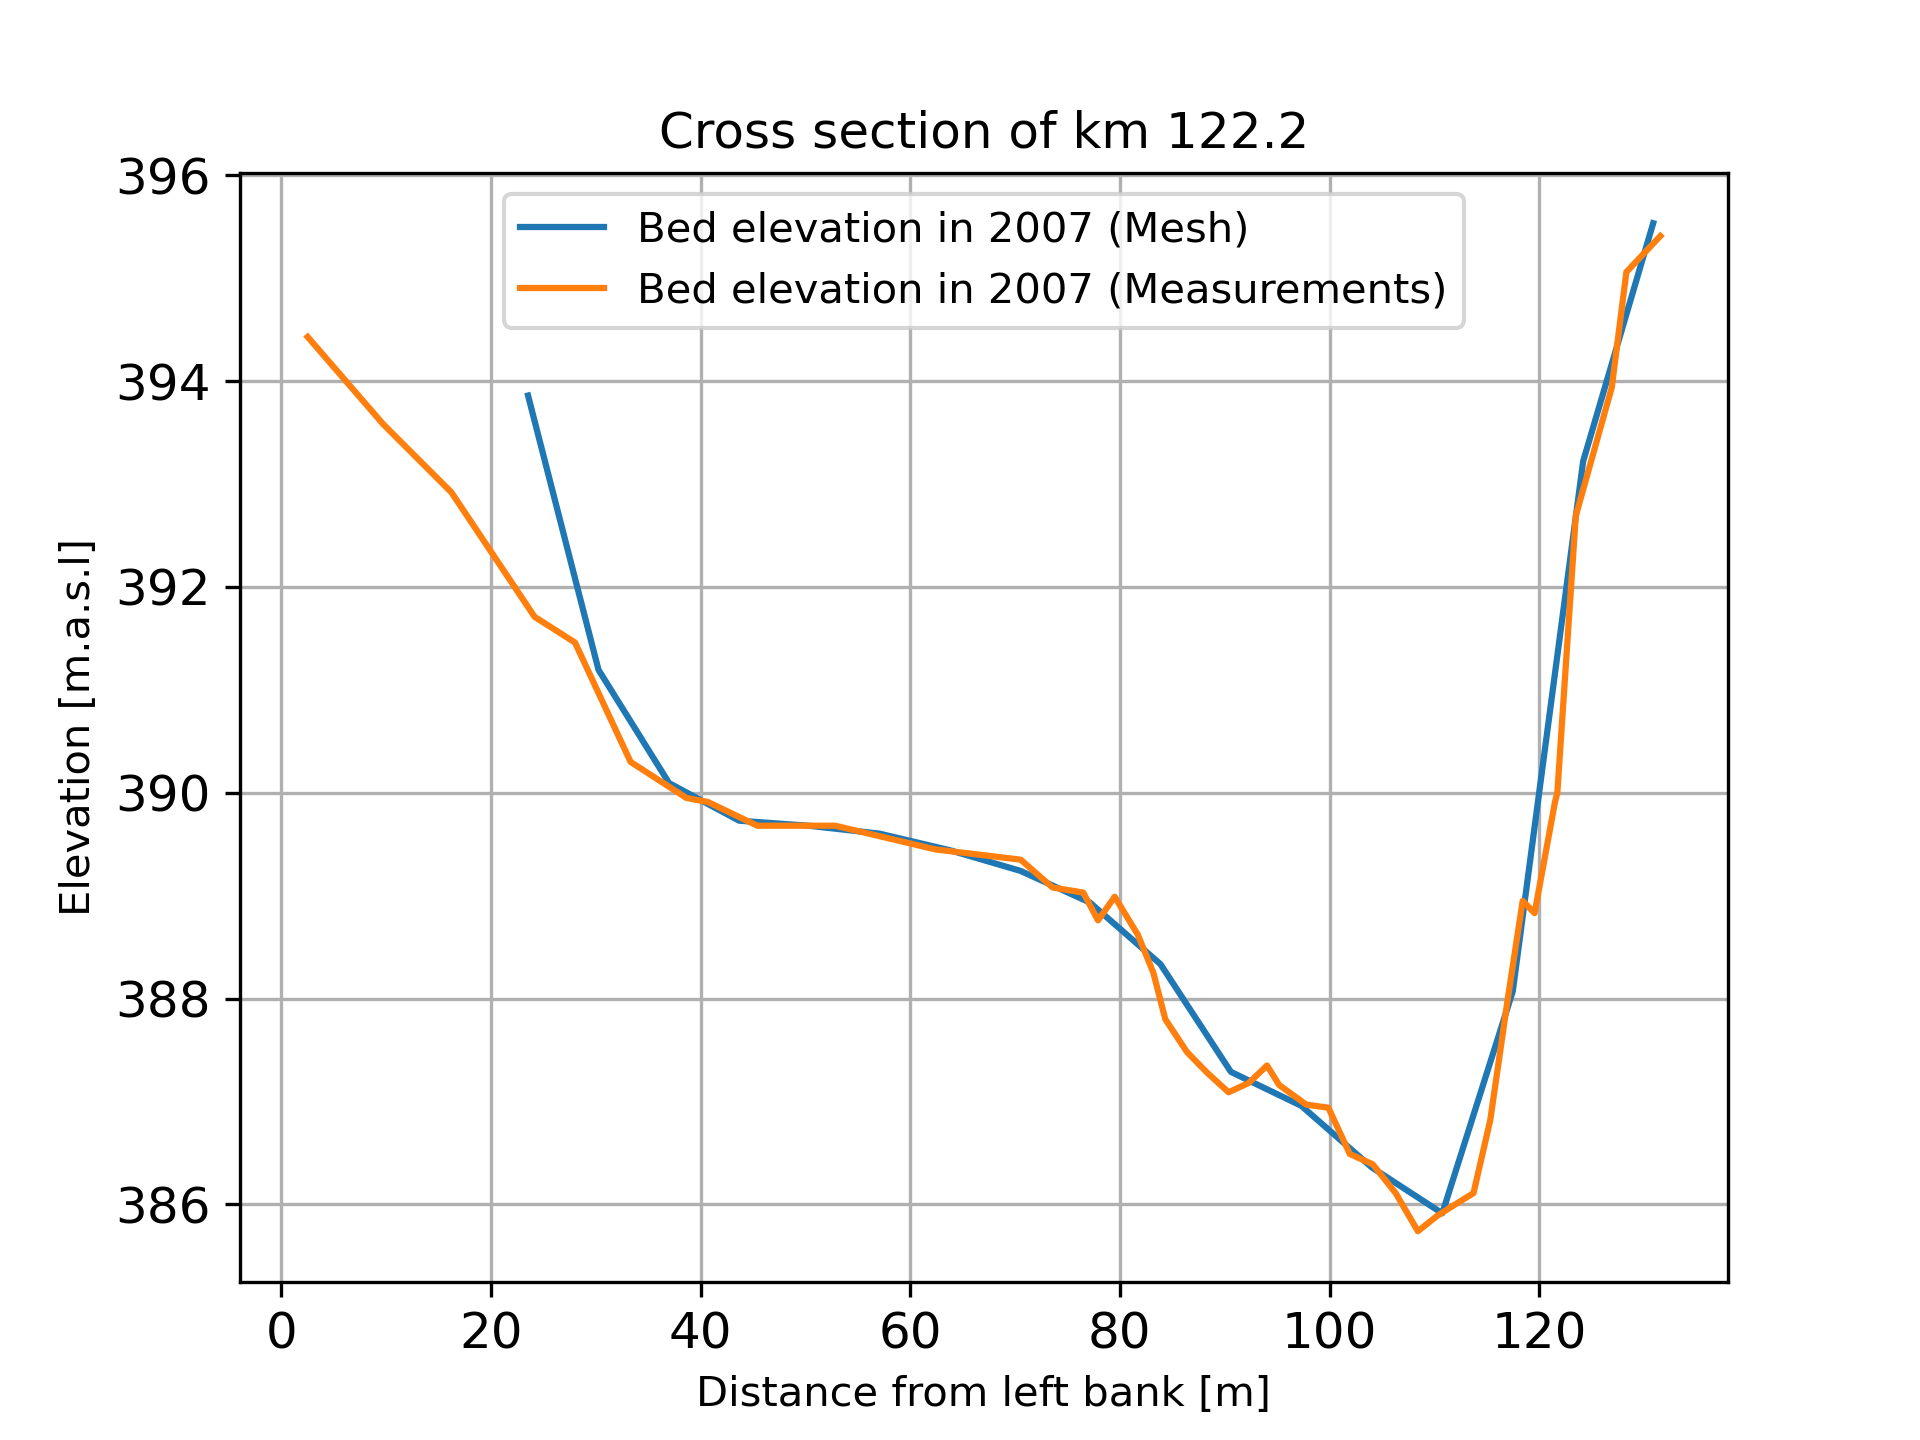 Cross section of km 122.2
Bed elevation in 2007 (Mesh)
Bed elevation in 2007 (Measurements)
396
394
392
390
388
386
Elevation [m.a.s.l]
0 20 40 60 80 100 120
Distance from left bank [m]